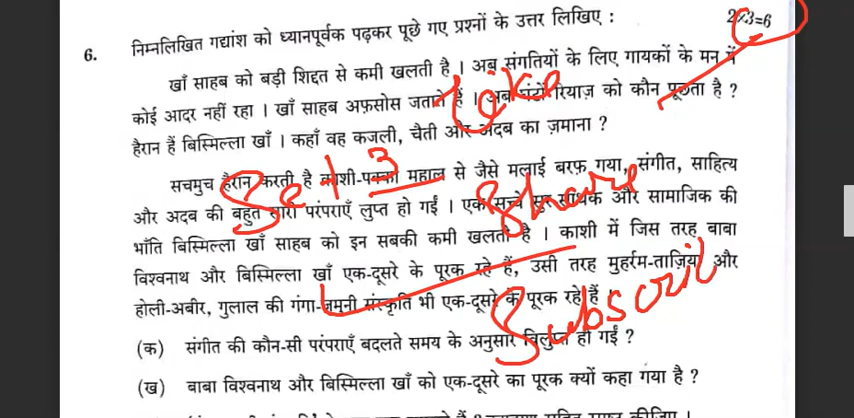 6. निम्नलिखित गद्यांश को ध्यानपूर्वक पढ़कर पूछे गए प्रश्नों के उत्तर लिखिए : 2×3=6
खाँ साहब को बड़ी शिद्दत से कमी खलती है । अब संगतियों के लिए गायकों के मन में
कोई आदर नहीं रहा । खाँ साहब अफ़सोस जताते हैं । अब घंटों रियाज़ को कौन पूछता है ?
हैरान हैं बिस्मिल्ला खाँ । कहाँ वह कजली, चैती और अदब का ज़माना ?
Like
सचमुच हैरान करती है काशी-पक्का महाल से जैसे मलाई बरफ़ गया, संगीत, साहित्य
Set 3
और अदब की बहुत सारी परंपराएँ लुप्त हो गईं । एक सच्चे सुर साधक और सामाजिक की
Share
भाँति बिस्मिल्ला खाँ साहब को इन सबकी कमी खलती है । काशी में जिस तरह बाबा
विश्वनाथ और बिस्मिल्ला खाँ एक-दूसरे के पूरक रहे हैं, उसी तरह मुहर्रम-ताज़िया और
होली-अबीर, गुलाल की गंगा-जमुनी संस्कृति भी एक-दूसरे के पूरक रहे हैं ।
(क) संगीत की कौन-सी परंपराएँ बदलते समय के अनुसार विलुप्त हो गईं ?
(ख) बाबा विश्वनाथ और बिस्मिल्ला खाँ को एक-दूसरे का पूरक क्यों कहा गया है ?